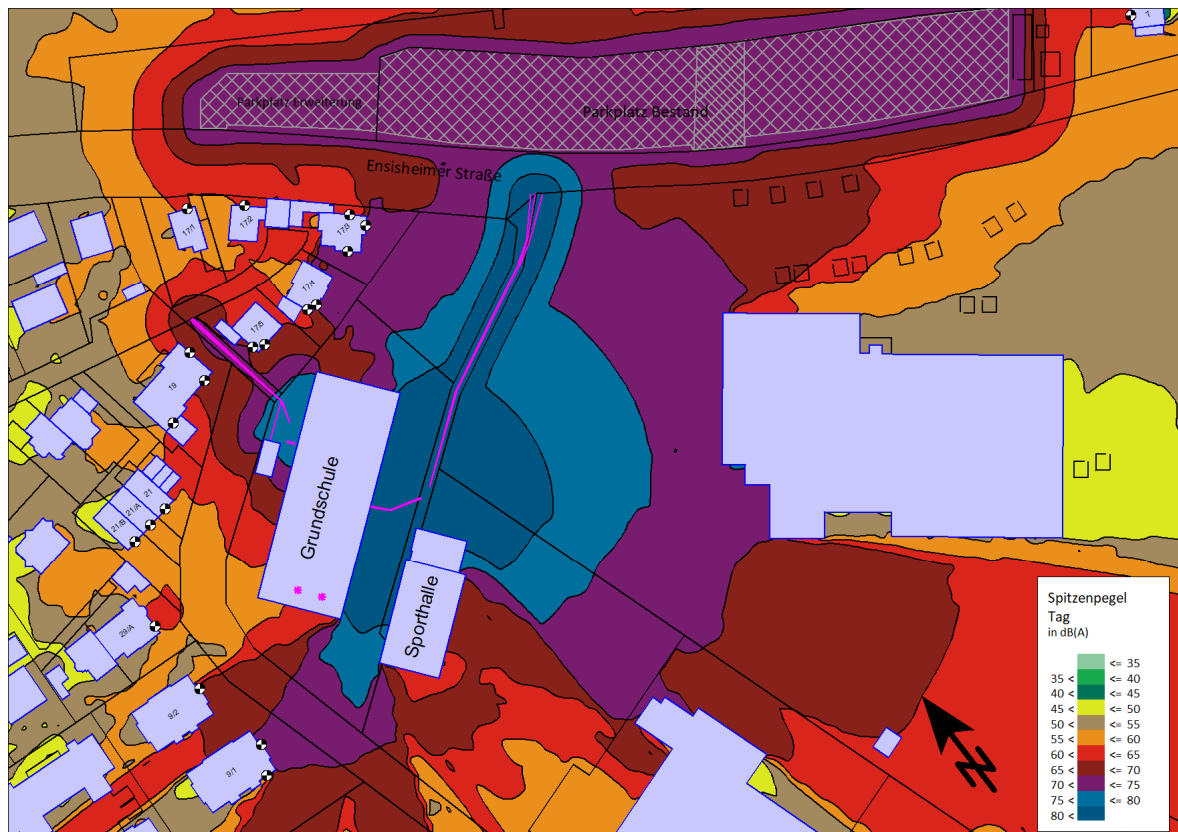 7
Parkplatz Erweiterung
Parkplatz Bestand
Ensisheimer Straße
17/1
17/2
17/3
17/4
17/5
19
21
21/A
21/B
Grundschule
Sporthalle
29/A
9/2
9/1
N
Spitzenpegel
Tag
in dB(A)
<= 35
35 < <= 40
40 < <= 45
45 < <= 50
50 < <= 55
55 < <= 60
60 < <= 65
65 < <= 70
70 < <= 75
75 < <= 80
80 <